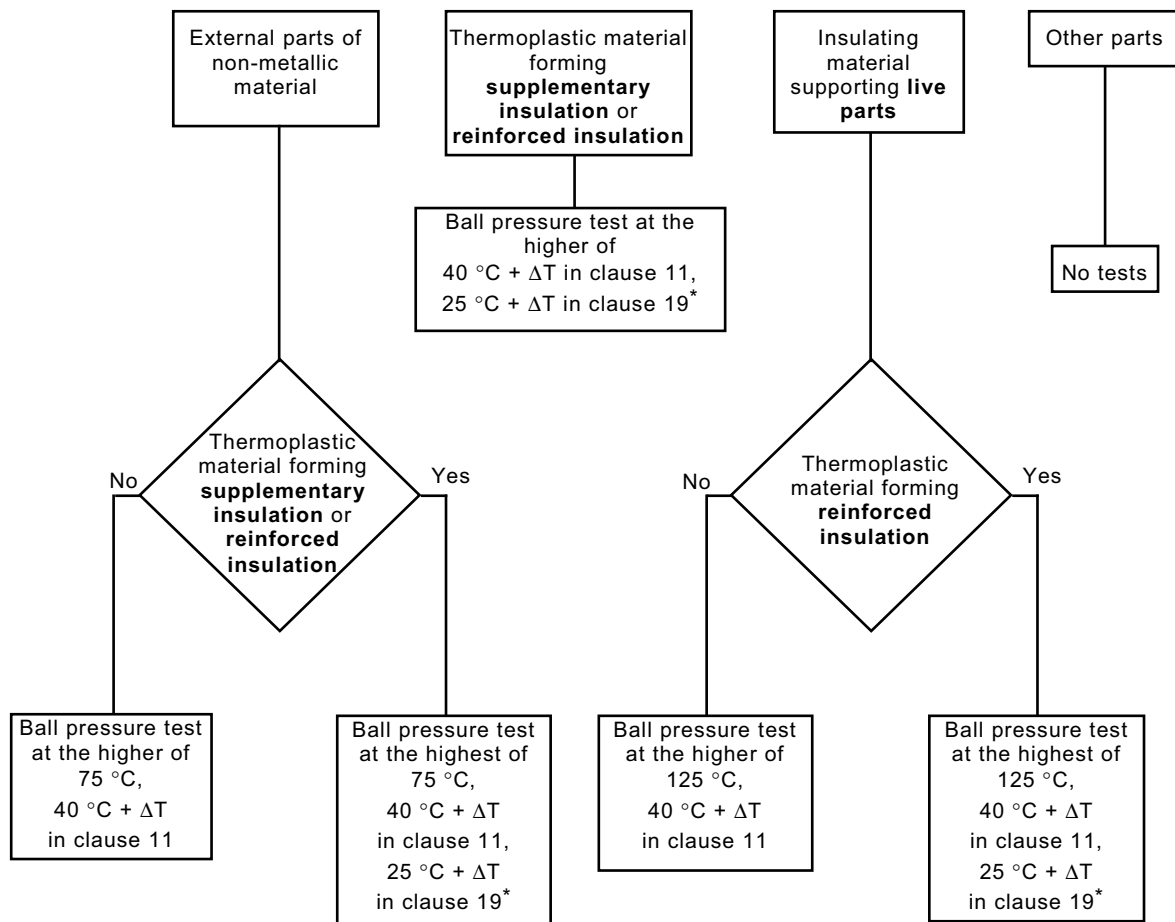 External parts of
non-metallic
material
Thermoplastic material
forming
supplementary
insulation or
reinforced insulation
Insulating
material
supporting live
parts
Other parts
Ball pressure test at the
higher of
40 °C + ΔT in clause 11,
25 °C + ΔT in clause 19*
No tests
No
Thermoplastic
material forming
supplementary
insulation or
reinforced
insulation
Yes
No
Thermoplastic
material forming
reinforced
insulation
Yes
Ball pressure test
at the higher of
75 °C,
40 °C + ΔT
in clause 11
Ball pressure test
at the highest of
75 °C,
40 °C + ΔT
in clause 11,
25 °C + ΔT
in clause 19*
Ball pressure test
at the higher of
125 °C,
40 °C + ΔT
in clause 11
Ball pressure test
at the highest of
125 °C,
40 °C + ΔT
in clause 11,
25 °C + ΔT
in clause 19*